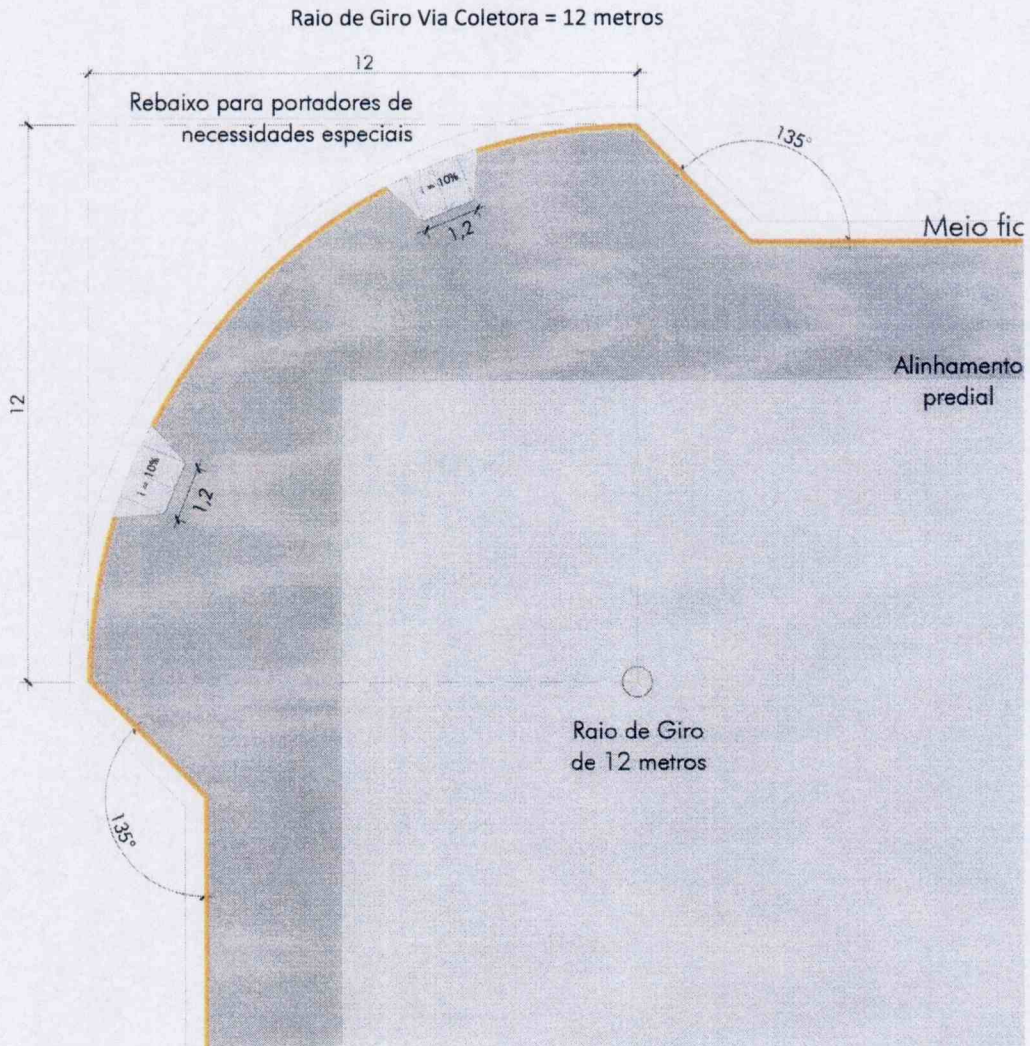 Raio de Giro Via Coletora = 12 metros
12
Rebaixo para portadores de
necessidades especiais
135°
i = 10%
1,2
Meio fic
Alinhamento
predial
12
i = 10%
1,2
Raio de Giro
de 12 metros
135°